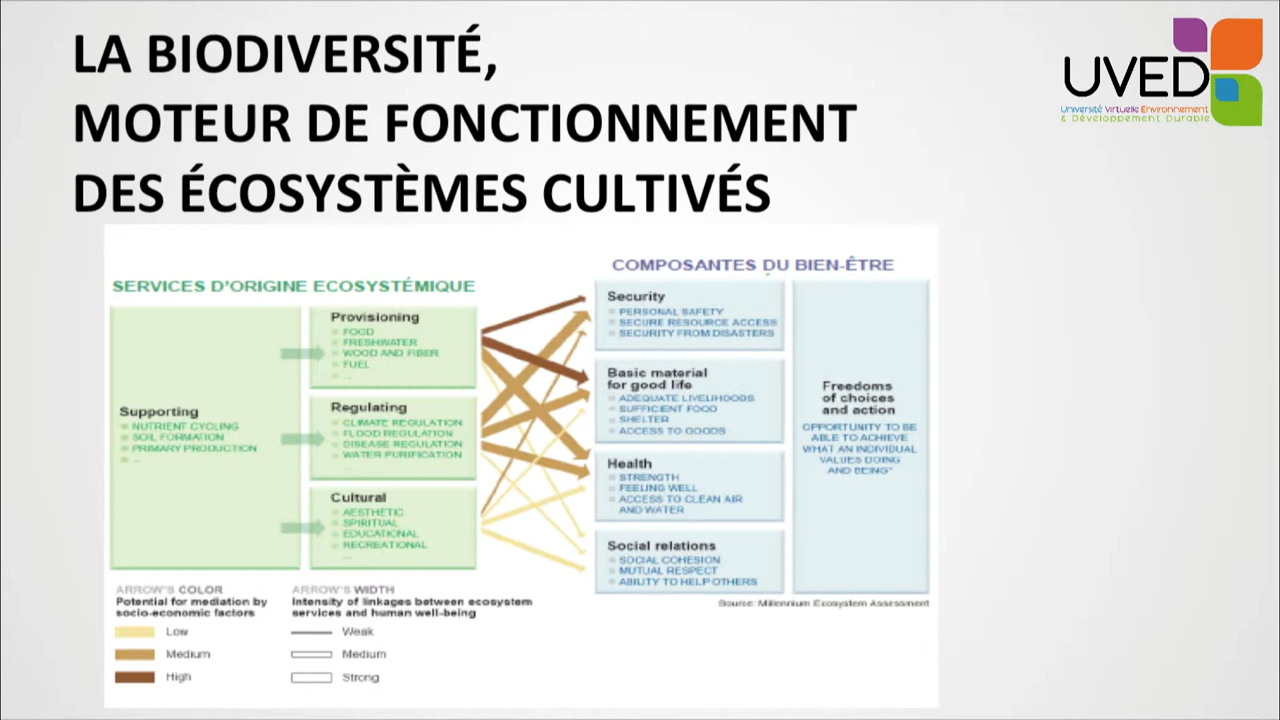 LA BIODIVERSITÉ,
MOTEUR DE FONCTIONNEMENT
DES ÉCOSYSTÈMES CULTIVÉS
UVED
Université Virtuelle Environnement
& Développement Durable
SERVICES D'ORIGINE ECOSYSTÉMIQUE
Supporting
NUTRIENT CYCLING
SOIL FORMATION
PRIMARY PRODUCTION
...
Provisioning
FOOD
FRESHWATER
WOOD AND FIBER
FUEL
...
Regulating
CLIMATE REGULATION
FLOOD REGULATION
DISEASE REGULATION
WATER PURIFICATION
...
Cultural
AESTHETIC
SPIRITUAL
EDUCATIONAL
RECREATIONAL
...
COMPOSANTES DU BIEN-ÊTRE
Security
PERSONAL SAFETY
SECURE RESOURCE ACCESS
SECURITY FROM DISASTERS
Basic material
for good life
ADEQUATE LIVELIHOODS
SUFFICIENT FOOD
SHELTER
ACCESS TO GOODS
Health
STRENGTH
FEELING WELL
ACCESS TO CLEAN AIR
AND WATER
Social relations
SOCIAL COHESION
MUTUAL RESPECT
ABILITY TO HELP OTHERS
Freedoms
of choices
and action
OPPORTUNITY TO BE
ABLE TO ACHIEVE
WHAT AN INDIVIDUAL
VALUES DOING
AND BEING"
Source: Millennium Ecosystem Assessment
ARROW'S COLOR
Potential for mediation by
socio-economic factors
Low
Medium
High
ARROW'S WIDTH
Intensity of linkages between ecosystem
services and human well-being
Weak
Medium
Strong